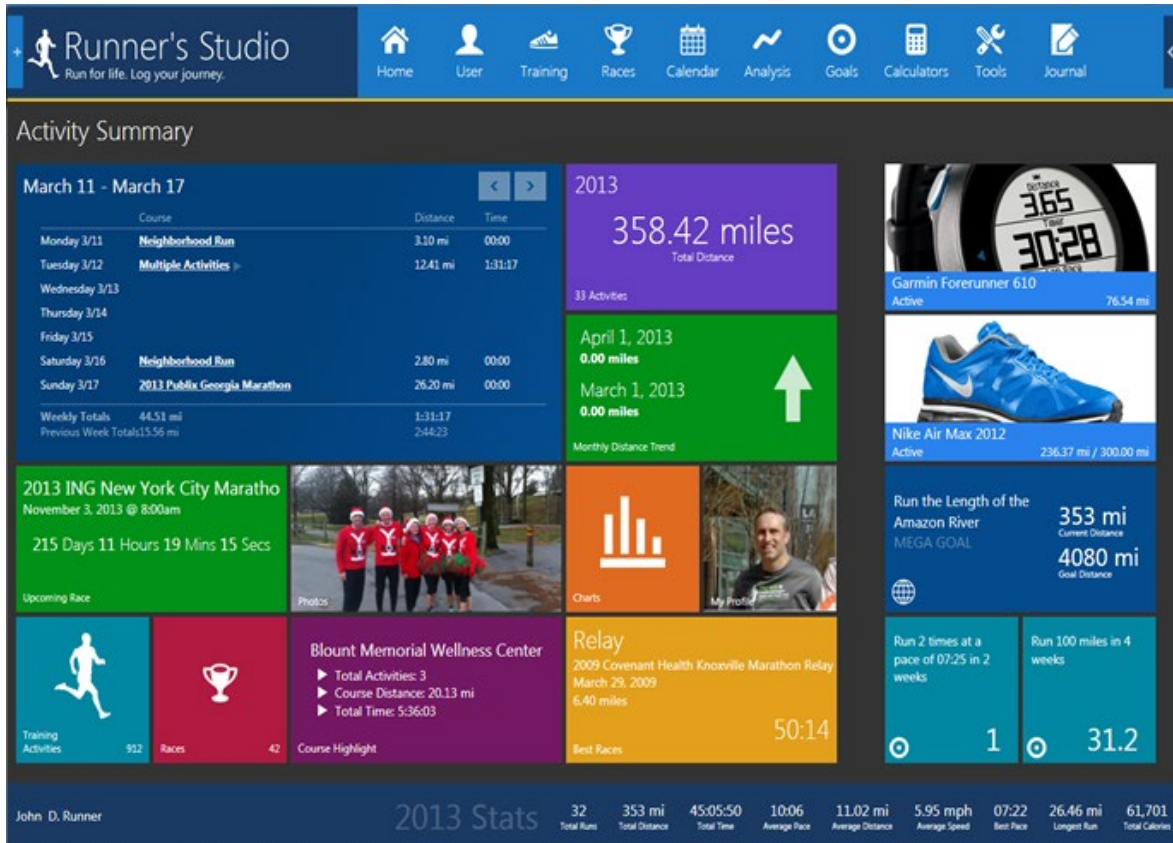 Runner's Studio
Run for life. Log your journey.
Home User Training Races Calendar Analysis Goals Calculators Tools Journal
Activity Summary
March 11 - March 17
Course Distance Time
Monday 3/11 Neighborhood Run 3.10 mi 00:00
Tuesday 3/12 Multiple Activities 12.41 mi 1:31:17
Wednesday 3/13
Thursday 3/14
Friday 3/15
Saturday 3/16 Neighborhood Run 2.80 mi 00:00
Sunday 3/17 2013 Publix Georgia Marathon 26.20 mi 00:00
Weekly Totals 44.51 mi 1:31:17
Previous Week Totals15.56 mi 2:44:23
2013
358.42 miles
Total Distance
33 Activities
April 1, 2013
0.00 miles
March 1, 2013
0.00 miles
Monthly Distance Trend
Distance
3.65
Timer
30:28
Garmin Forerunner 610
Active 76.54 mi
Nike Air Max 2012
Active 236.37 mi / 300.00 mi
2013 ING New York City Maratho
November 3, 2013 @ 8:00am
215 Days 11 Hours 19 Mins 15 Secs
Upcoming Race
Photos
Charts
My Profile
Run the Length of the
Amazon River
MEGA GOAL
353 mi
Current Distance
4080 mi
Goal Distance
Training
Activities 912
Races 42
Blount Memorial Wellness Center
Total Activities: 3
Course Distance: 20.13 mi
Total Time: 5:36:03
Course Highlight
Relay
2009 Covenant Health Knoxville Marathon Relay
March 29, 2009
6.40 miles
50:14
Best Races
Run 2 times at a
pace of 07:25 in 2
weeks
1
Run 100 miles in 4
weeks
31.2
John D. Runner
2013 Stats
32 353 mi 45:05:50 10:06 11.02 mi 5.95 mph 07:22 26.46 mi 61,701
Total Runs Total Distance Total Time Average Pace Average Distance Average Speed Best Pace Longest Run Total Calories